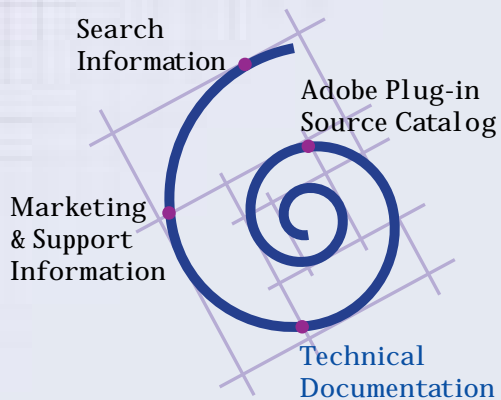 Search
Information
Adobe Plug-in
Source Catalog
Marketing
& Support
Information
Technical
Documentation